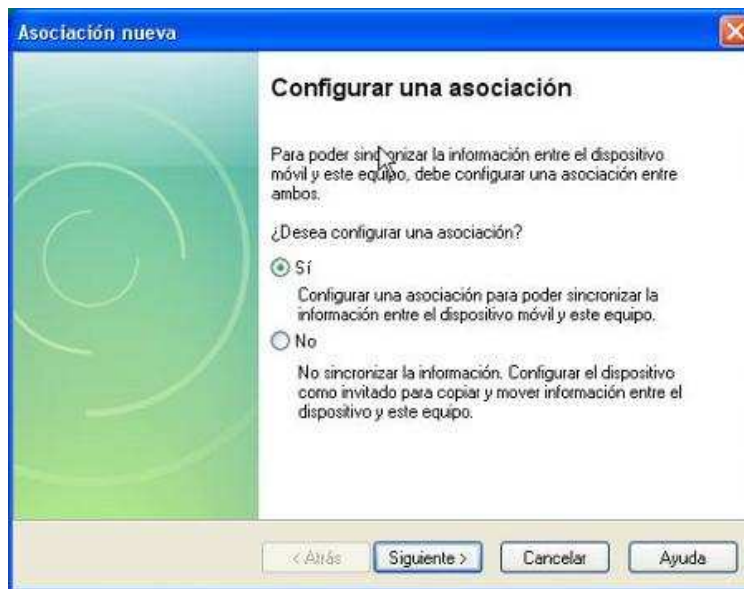 Asociación nueva
Configurar una asociación
Para poder sincronizar la información entre el dispositivo
móvil y este equipo, debe configurar una asociación entre
ambos.
¿Desea configurar una asociación?
Sí
Configurar una asociación para poder sincronizar la
información entre el dispositivo móvil y este equipo.
No
No sincronizar la información. Configurar el dispositivo
como invitado para copiar y mover información entre el
dispositivo y este equipo.
< Atrás Siguiente > Cancelar Ayuda